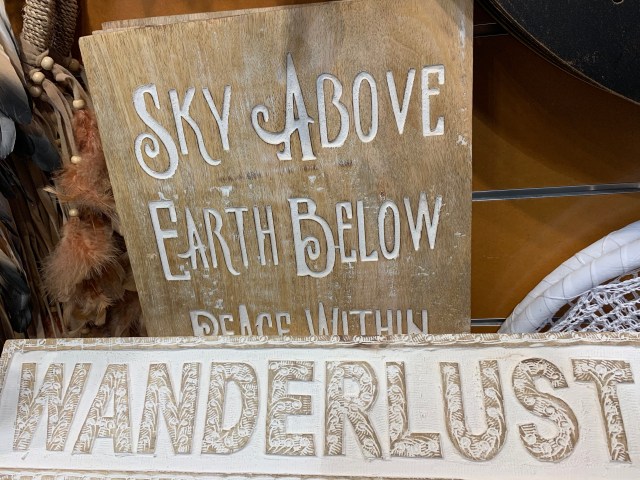 Sky Above
Earth Below
Peace Within
WANDERLUST